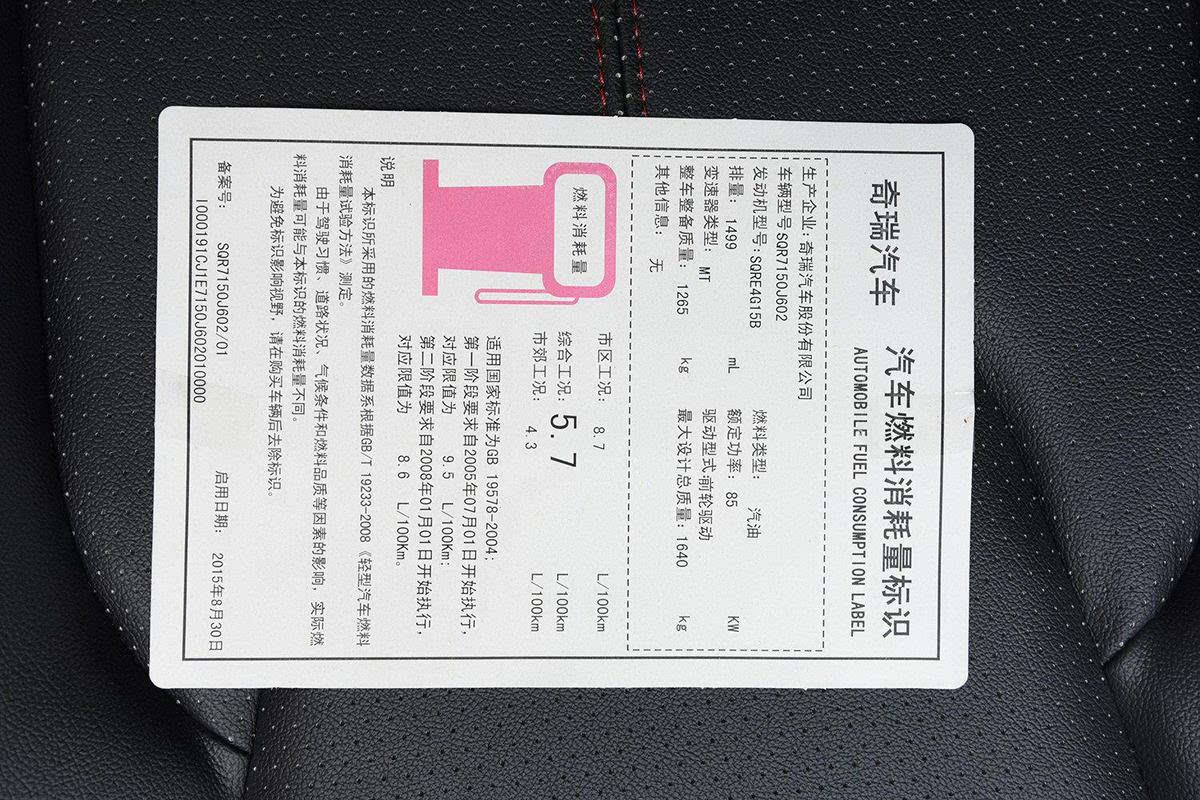 奇瑞汽车
汽车燃料消耗量标识
AUTOMOBILE FUEL CONSUMPTION LABEL
生产企业:奇瑞汽车股份有限公司
车辆型号SQR7150J602
发动机型号:SQRE4G15B 燃料类型: 汽油
排量: 1499 mL 额定功率: 85 KW
变速器类型: MT 驱动型式:前轮驱动
整车整备质量: 1265 kg 最大设计总质量: 1640 kg
其他信息: 无
燃料消耗量
市区工况: 8.7 L/100km
综合工况: 5.7 L/100km
市郊工况: 4.3 L/100km
适用国家标准为GB 19578-2004;
第一阶段要求自2005年07月01日开始执行,
对应限值为 9.5 L/100Km;
第二阶段要求自2008年01月01日开始执行,
对应限值为 8.6 L/100Km。
说明
本标识所采用的燃料消耗量数据系根据GB/T 19233-2008《轻型汽车燃料
消耗量试验方法》测定。
由于驾驶习惯、道路状况、气候条件和燃料品质等因素的影响,实际燃
料消耗量可能与本标识的燃料消耗量不同。
为避免标识影响视野,请在购买车辆后去除标识。
备案号: SQR7150J602/01 启用日期: 2015年8月30日
I000191CJ1E7150J602010000